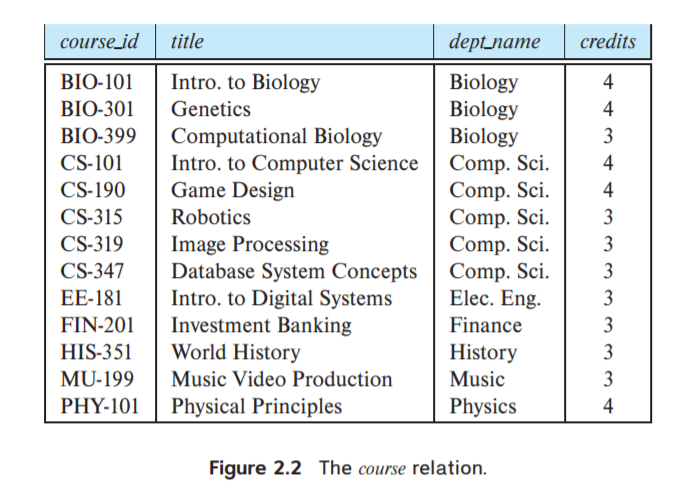 course_id title dept_name credits
BIO-101 Intro. to Biology Biology 4
BIO-301 Genetics Biology 4
BIO-399 Computational Biology Biology 3
CS-101 Intro. to Computer Science Comp. Sci. 4
CS-190 Game Design Comp. Sci. 4
CS-315 Robotics Comp. Sci. 3
CS-319 Image Processing Comp. Sci. 3
CS-347 Database System Concepts Comp. Sci. 3
EE-181 Intro. to Digital Systems Elec. Eng. 3
FIN-201 Investment Banking Finance 3
HIS-351 World History History 3
MU-199 Music Video Production Music 3
PHY-101 Physical Principles Physics 4
Figure 2.2 The course relation.